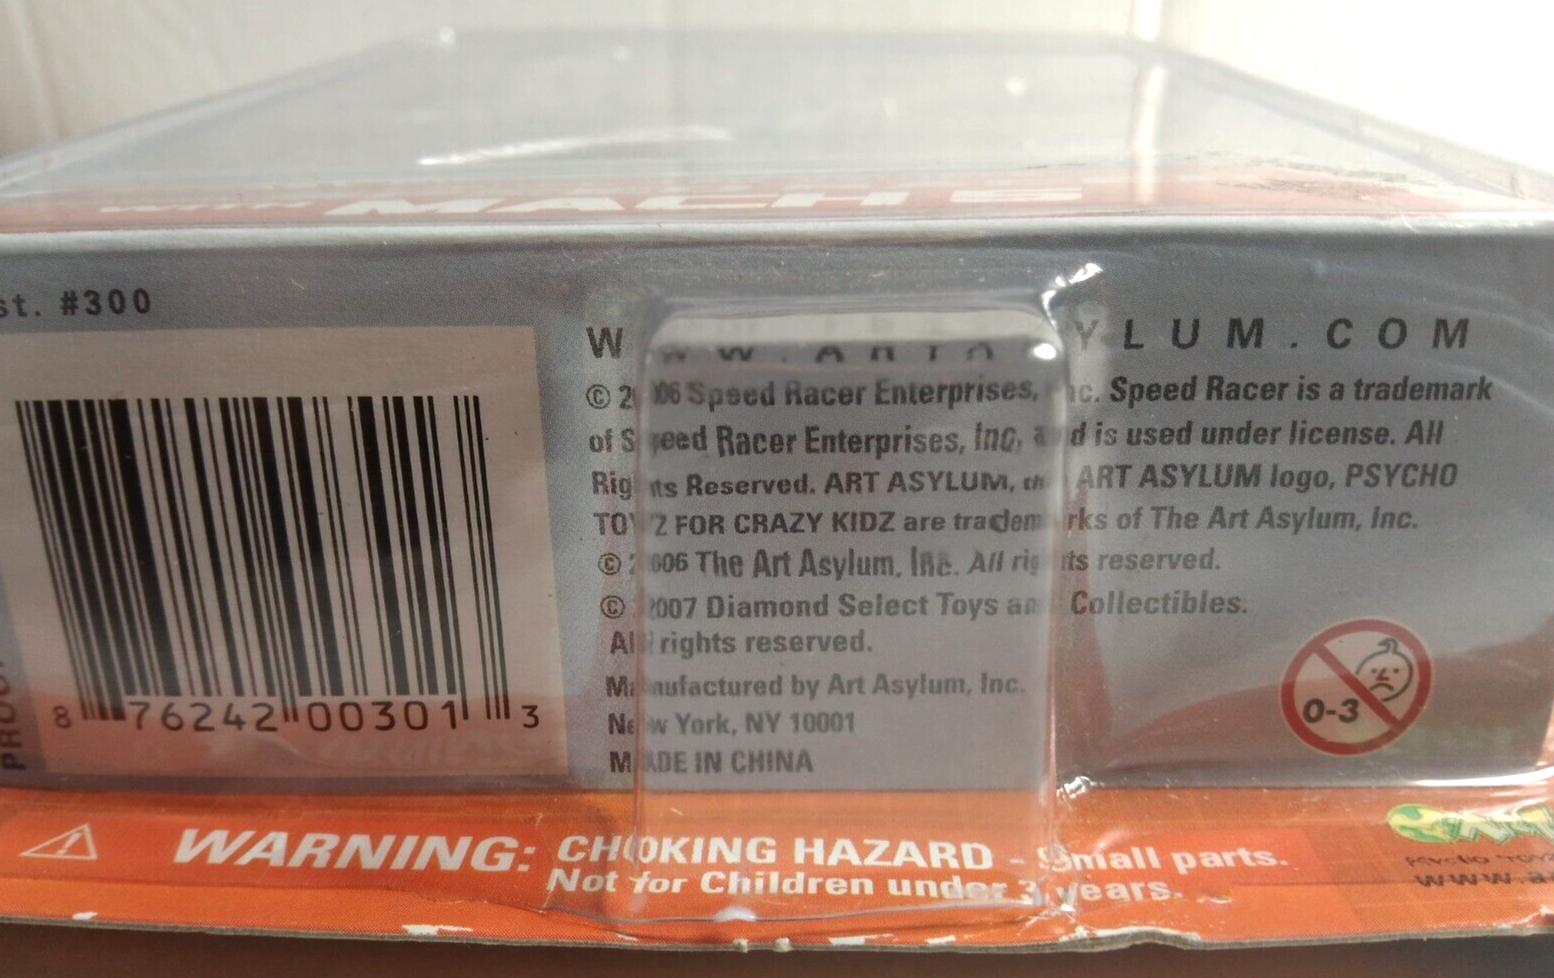 MACH 5
st. #300
WWW.ARTASYLUM.COM
© 2006 Speed Racer Enterprises, Inc. Speed Racer is a trademark
of Speed Racer Enterprises, Inc, and is used under license. All
Rights Reserved. ART ASYLUM, the ART ASYLUM logo, PSYCHO
TOYZ FOR CRAZY KIDZ are trademarks of The Art Asylum, Inc.
© 2006 The Art Asylum, Inc. All rights reserved.
© 2007 Diamond Select Toys and Collectibles.
All rights reserved.
Manufactured by Art Asylum, Inc.
New York, NY 10001
MADE IN CHINA
8 76242 00301 3
0-3
WARNING: CHOKING HAZARD - Small parts.
Not for Children under 3 years.